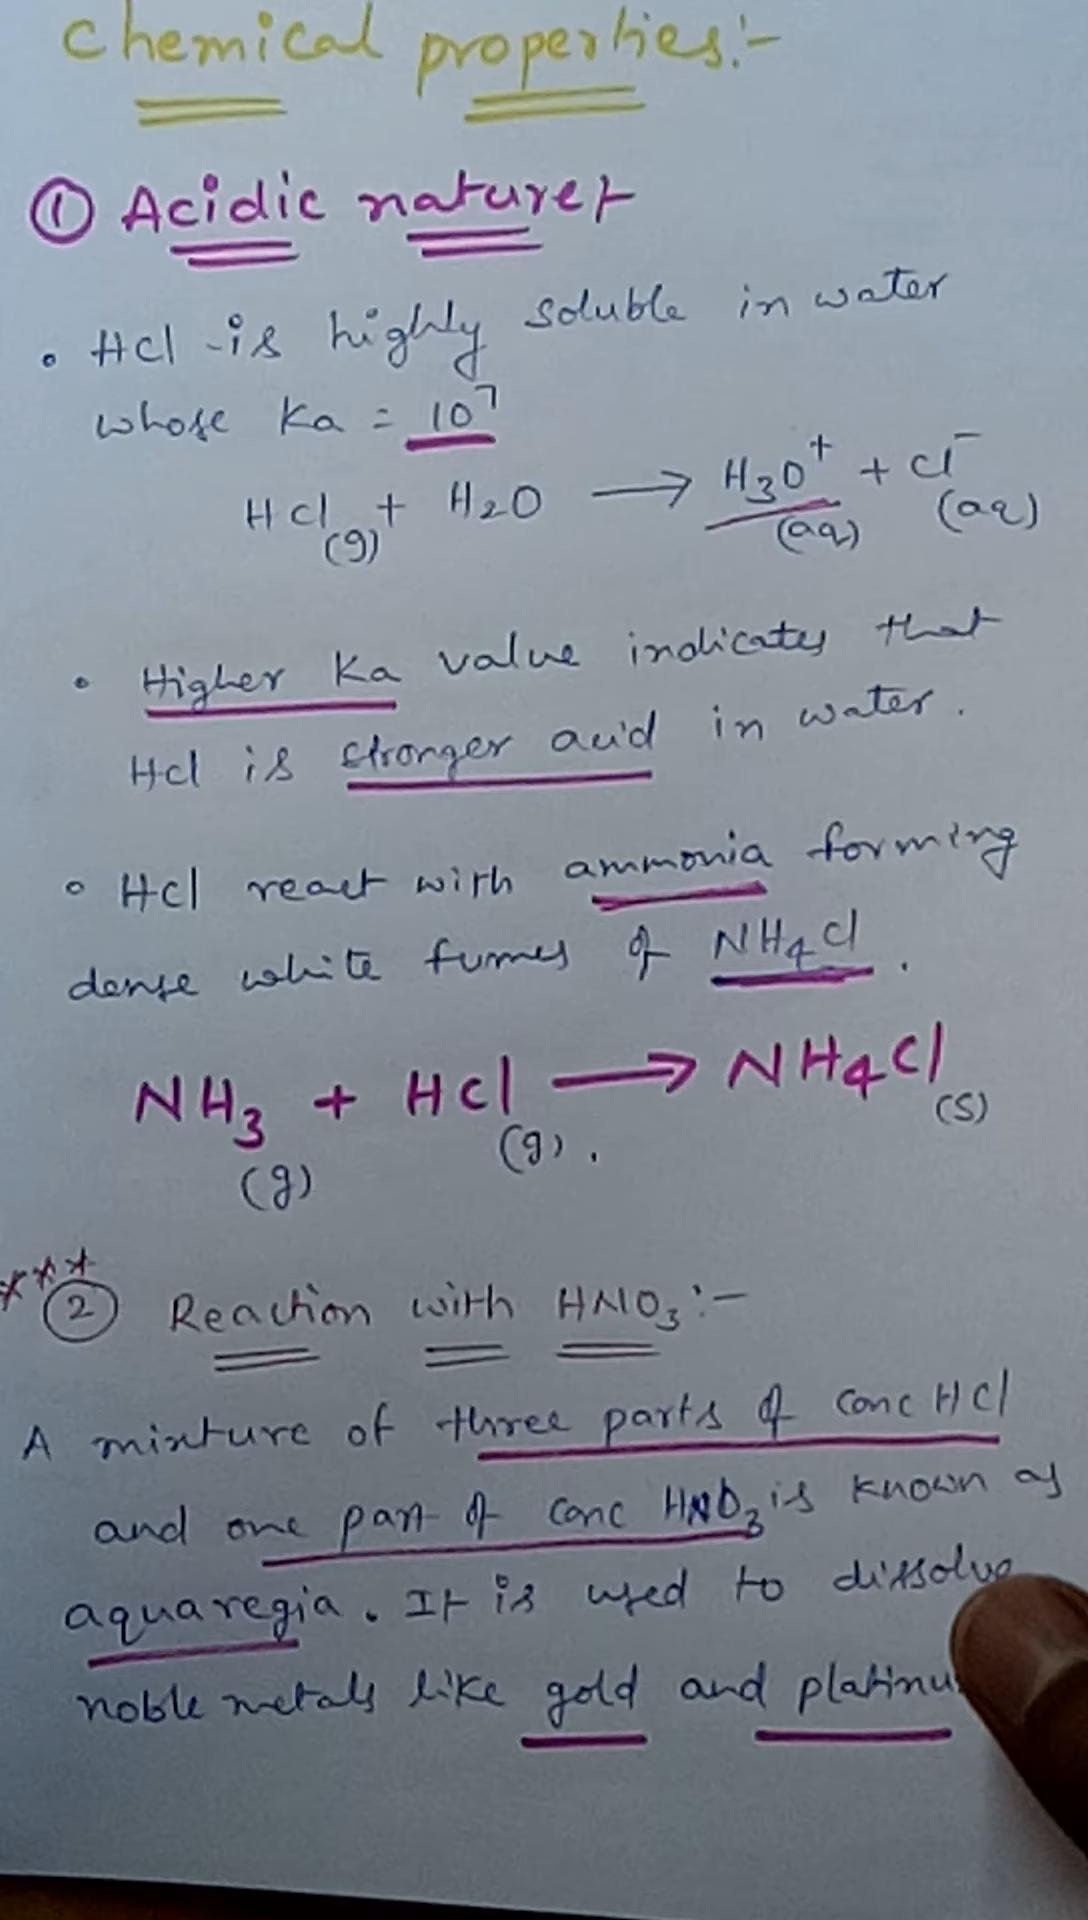 Chemical properties:-
① Acidic nature:-
• HCl is highly soluble in water
whose Ka = 10⁷
HCl(g) + H2O ⟶ H3O⁺(aq) + Cl⁻(aq)
• Higher Ka value indicates that
HCl is stronger acid in water.
• HCl react with ammonia forming
dense white fumes of NH4Cl.
NH3(g) + HCl(g). ⟶ NH4Cl(s)
*** ② Reaction with HNO3:-
A mixture of three parts of conc HCl
and one part of conc HNO3 is known as
aquaregia. It is used to dissolve
noble metals like gold and platinu